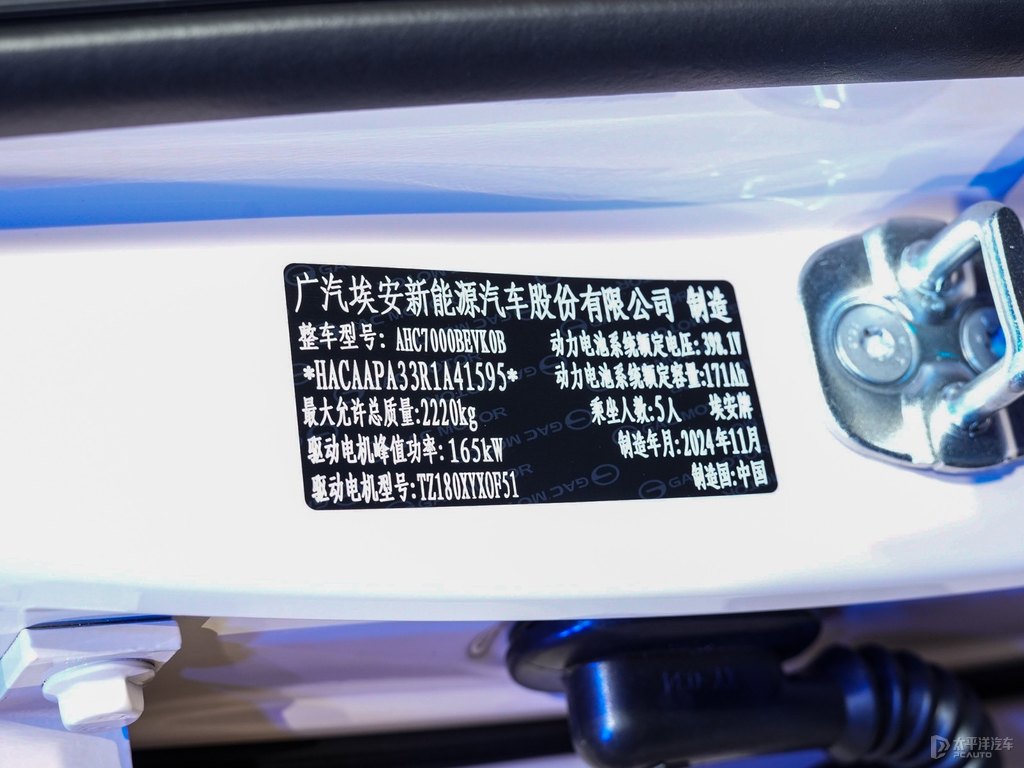 广汽埃安新能源汽车股份有限公司 制造
整车型号: AHC7000BEVK0B 动力电池系统额定电压:398.1V
*HACAAPA33R1A41595* 动力电池系统额定容量:171Ah
最大允许总质量:2220kg 乘坐人数:5人 埃安牌
驱动电机峰值功率:165kW 制造年月:2024年11月
驱动电机型号:TZ180XYX0F51 制造国:中国
GAC MOTOR
太平洋汽车
PCAUTO